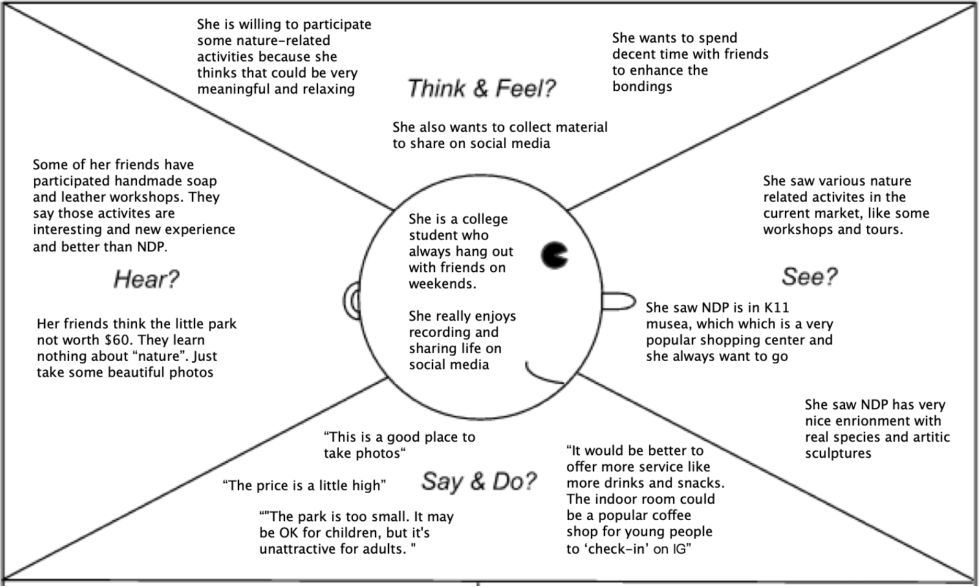 She is willing to participate
some nature-related
activities because she
thinks that could be very
meaningful and relaxing
She wants to spend
decent time with friends
to enhance the
bondings
Think & Feel?
She also wants to collect material
to share on social media
Some of her friends have
participated handmade soap
and leather workshops. They
say those activites are
interesting and new experience
and better than NDP.
Hear?
Her friends think the little park
not worth $60. They learn
nothing about “nature”. Just
take some beautiful photos
She is a college
student who
always hang out
with friends on
weekends.
She really enjoys
recording and
sharing life on
social media
She saw various nature
related activites in the
current market, like some
workshops and tours.
See?
She saw NDP is in K11
musea, which which is a very
popular shopping center and
she always want to go
She saw NDP has very
nice enrionment with
real species and artitic
sculptures
“This is a good place to
take photos“
“The price is a little high”
Say & Do?
“"The park is too small. It may
be OK for children, but it's
unattractive for adults. "
“It would be better to
offer more service like
more drinks and snacks.
The indoor room could
be a popular coffee
shop for young people
to ‘check-in’ on IG”